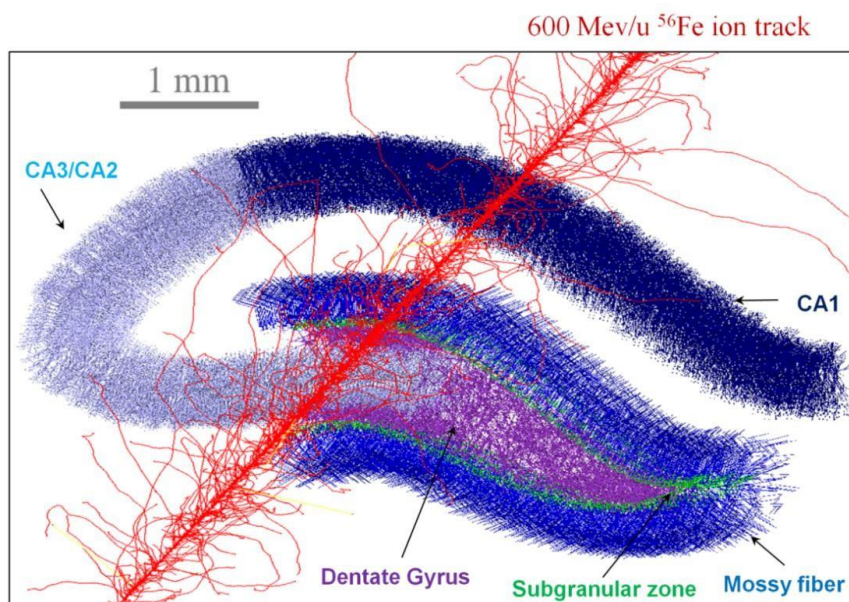 600 Mev/u ⁵⁶Fe ion track
1 mm
CA3/CA2
CA1
Dentate Gyrus
Subgranular zone
Mossy fiber